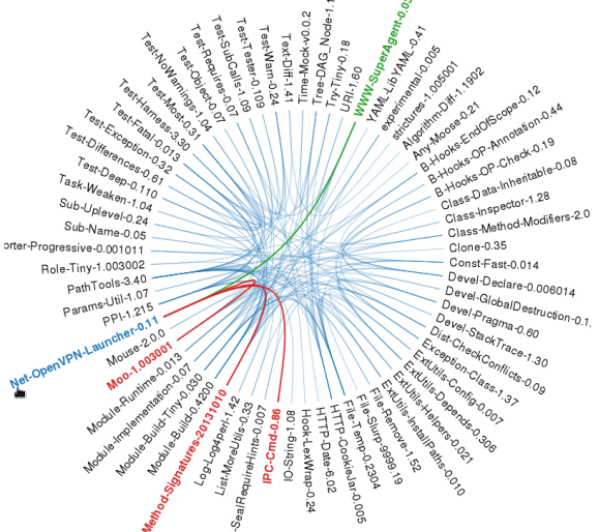 WWW-SuperAgent-0.03
YAML-LibYAML-0.41
experimental-0.005
strictures-1.005001
Algorithm-Diff-1.1902
Any-Moose-0.21
B-Hooks-EndOfScope-0.12
B-Hooks-OP-Annotation-0.44
B-Hooks-OP-Check-0.19
Class-Data-Inheritable-0.08
Class-Inspector-1.28
Class-Method-Modifiers-2.0
Clone-0.35
Const-Fast-0.014
Devel-Declare-0.006014
Devel-GlobalDestruction-0.1
Devel-Pragma-0.60
Devel-StackTrace-1.30
Dist-CheckConflicts-0.09
Exception-Class-1.37
ExtUtils-Config-0.007
ExtUtils-Depends-0.306
ExtUtils-Helpers-0.021
ExtUtils-InstallPaths-0.010
File-Remove-1.52
File-Slurp-9999.19
File-Temp-0.2304
HTTP-CookieJar-0.005
HTTP-Date-6.02
Hook-LexWrap-0.24
IO-String-1.08
IPC-Cmd-0.86
-SealRequireHints-0.007
List-MoreUtils-0.33
Log-Log4perl-1.42
Method-Signatures-20131010
Module-Build-0.4200
Module-Build-Tiny-0.030
Module-Implementation-0.07
Module-Runtime-0.013
Moo-1.003001
Mouse-2.0.0
Net-OpenVPN-Launcher-0.11
PPI-1.215
Params-Util-1.07
PathTools-3.40
Role-Tiny-1.003002
orter-Progressive-0.001011
Sub-Name-0.05
Sub-Uplevel-0.24
Task-Weaken-1.04
Test-Deep-0.110
Test-Differences-0.61
Test-Exception-0.32
Test-Fatal-0.013
Test-Harness-3.30
Test-Most-0.31
Test-NoWarnings-1.04
Test-Object-0.07
Test-Requires-0.07
Test-SubCalls-1.09
Test-Tester-0.109
Test-Warn-0.24
Text-Diff-1.41
Time-Mock-v0.0.2
Tree-DAG_Node-1.1
Try-Tiny-0.18
URI-1.60